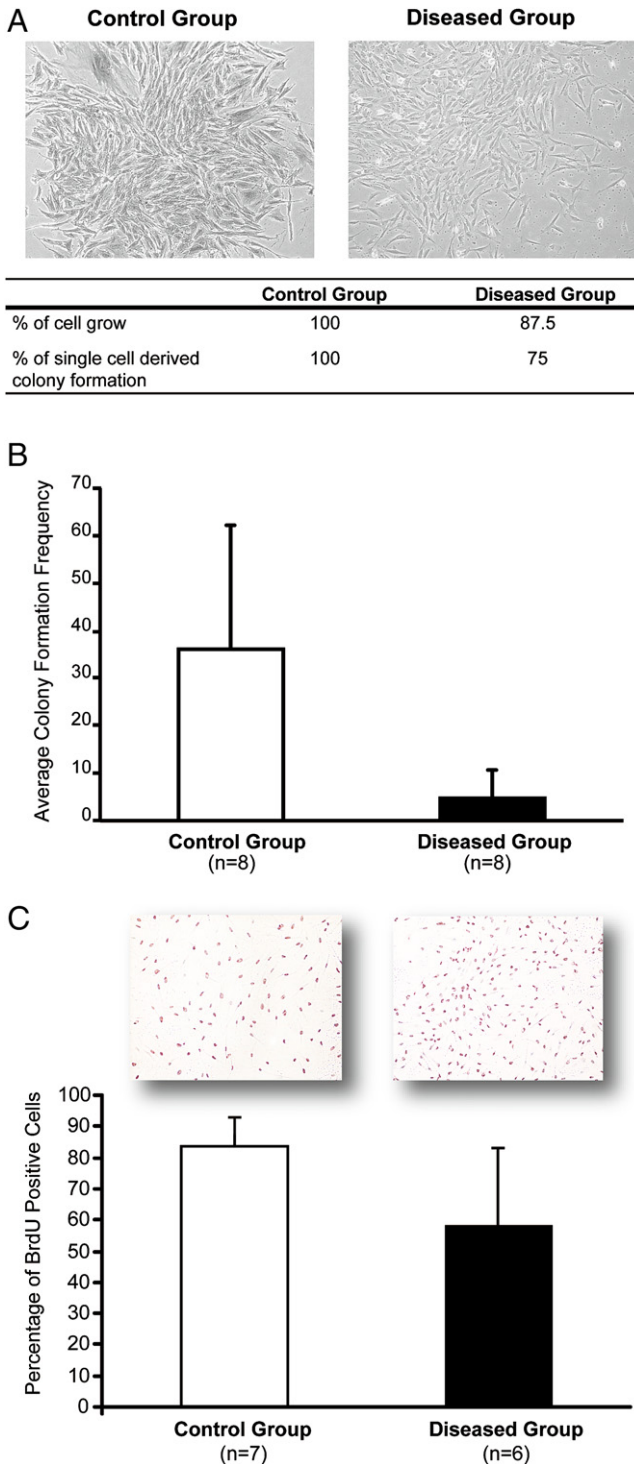 A
Control Group Diseased Group
Control Group Diseased Group
% of cell grow 100 87.5
% of single cell derived
colony formation 100 75
B
Average Colony Formation Frequency
70
60
50
40
30
20
10
0
Control Group Diseased Group
(n=8) (n=8)
C
Percentage of BrdU Positive Cells
100
90
80
70
60
50
40
30
20
10
0
Control Group Diseased Group
(n=7) (n=6)